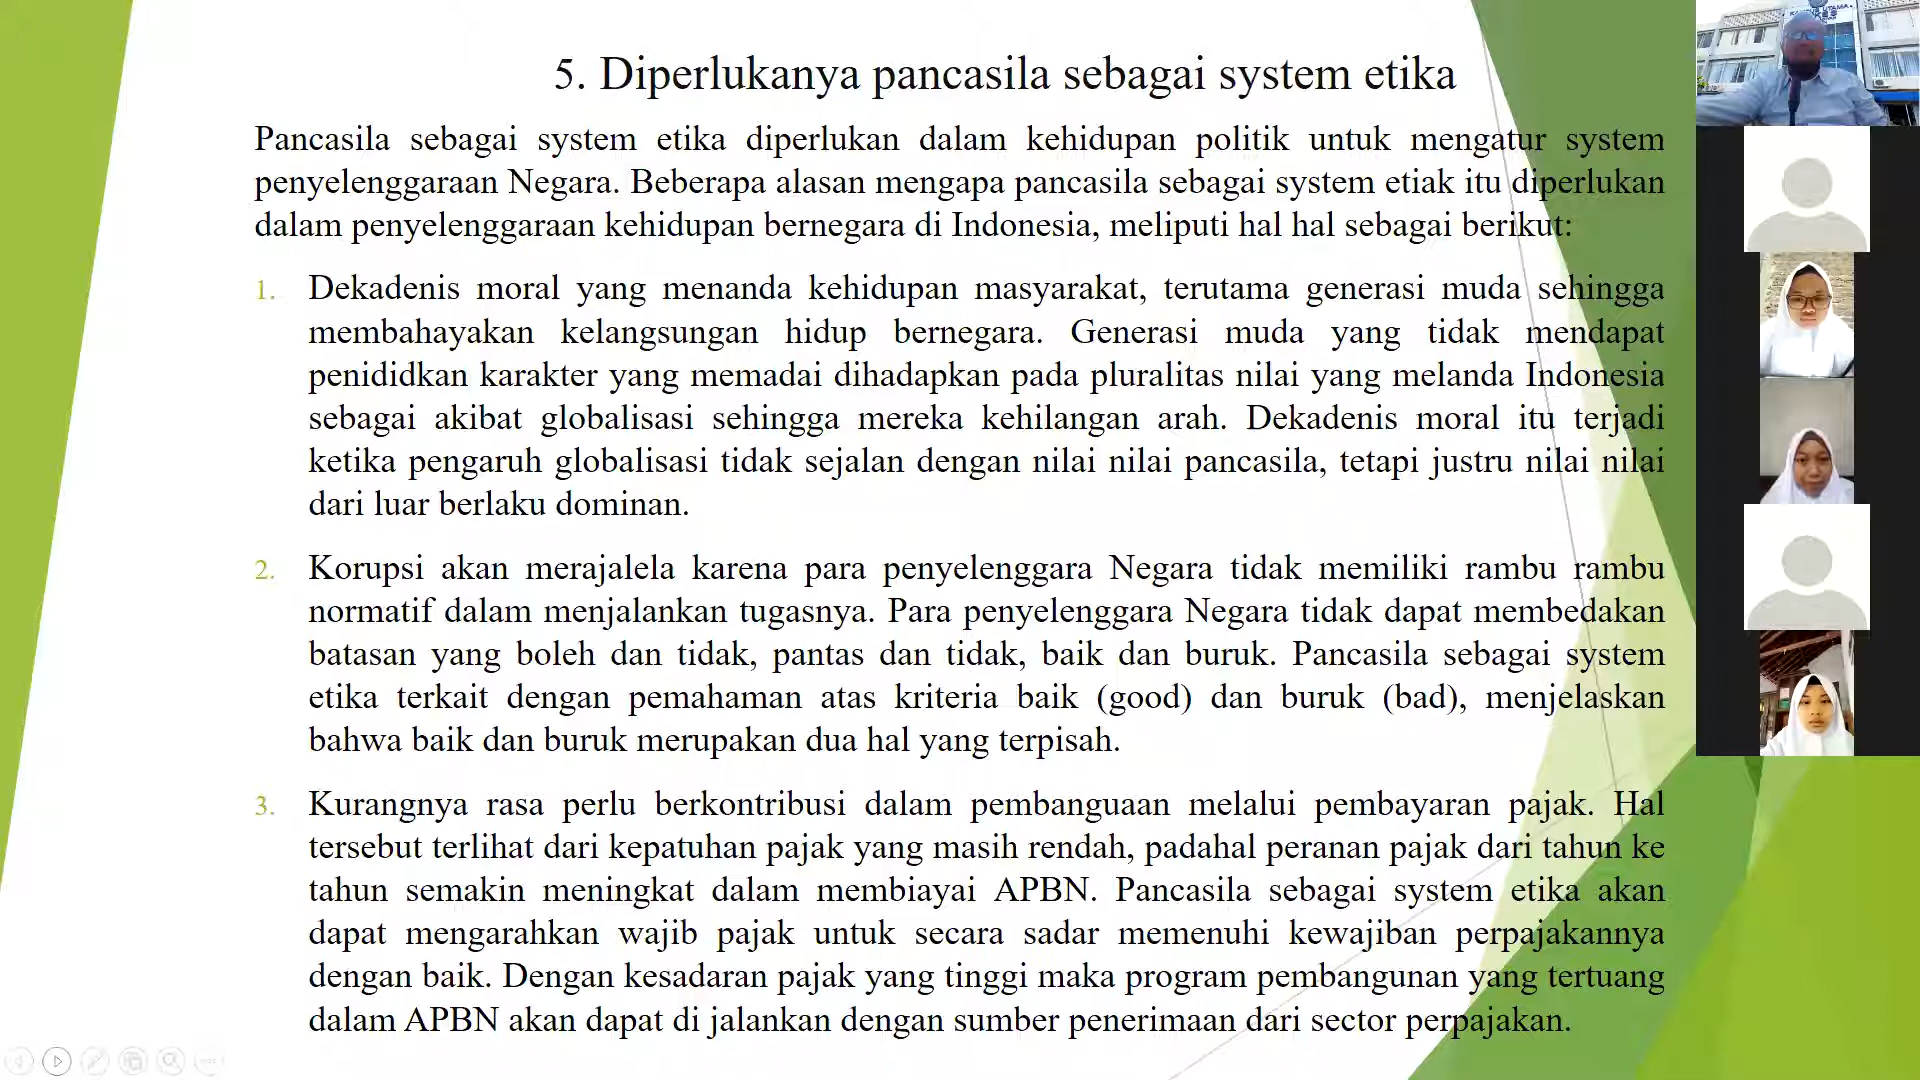 5. Diperlukanya pancasila sebagai system etika
Pancasila sebagai system etika diperlukan dalam kehidupan politik untuk mengatur system
penyelenggaraan Negara. Beberapa alasan mengapa pancasila sebagai system etiak itu diperlukan
dalam penyelenggaraan kehidupan bernegara di Indonesia, meliputi hal hal sebagai berikut:
1. Dekadenis moral yang menanda kehidupan masyarakat, terutama generasi muda sehingga
membahayakan kelangsungan hidup bernegara. Generasi muda yang tidak mendapat
penididkan karakter yang memadai dihadapkan pada pluralitas nilai yang melanda Indonesia
sebagai akibat globalisasi sehingga mereka kehilangan arah. Dekadenis moral itu terjadi
ketika pengaruh globalisasi tidak sejalan dengan nilai nilai pancasila, tetapi justru nilai nilai
dari luar berlaku dominan.
2. Korupsi akan merajalela karena para penyelenggara Negara tidak memiliki rambu rambu
normatif dalam menjalankan tugasnya. Para penyelenggara Negara tidak dapat membedakan
batasan yang boleh dan tidak, pantas dan tidak, baik dan buruk. Pancasila sebagai system
etika terkait dengan pemahaman atas kriteria baik (good) dan buruk (bad), menjelaskan
bahwa baik dan buruk merupakan dua hal yang terpisah.
3. Kurangnya rasa perlu berkontribusi dalam pembanguaan melalui pembayaran pajak. Hal
tersebut terlihat dari kepatuhan pajak yang masih rendah, padahal peranan pajak dari tahun ke
tahun semakin meningkat dalam membiayai APBN. Pancasila sebagai system etika akan
dapat mengarahkan wajib pajak untuk secara sadar memenuhi kewajiban perpajakannya
dengan baik. Dengan kesadaran pajak yang tinggi maka program pembangunan yang tertuang
dalam APBN akan dapat di jalankan dengan sumber penerimaan dari sector perpajakan.